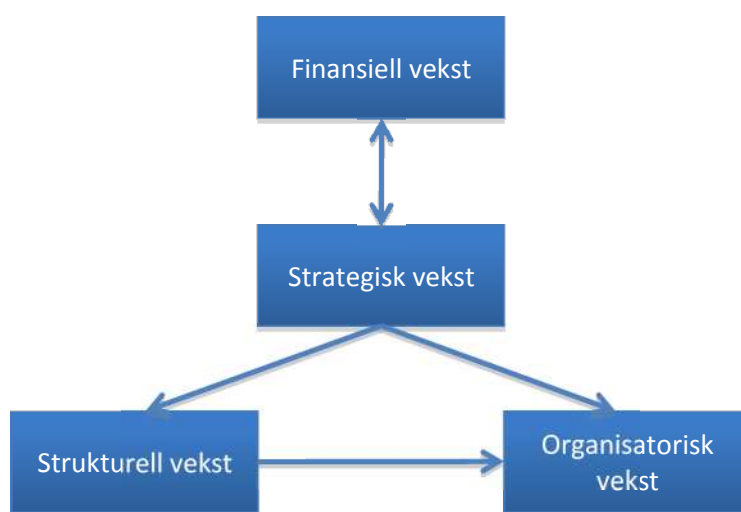 Finansiell vekst
Strategisk vekst
Strukturell vekst
Organisatorisk
vekst